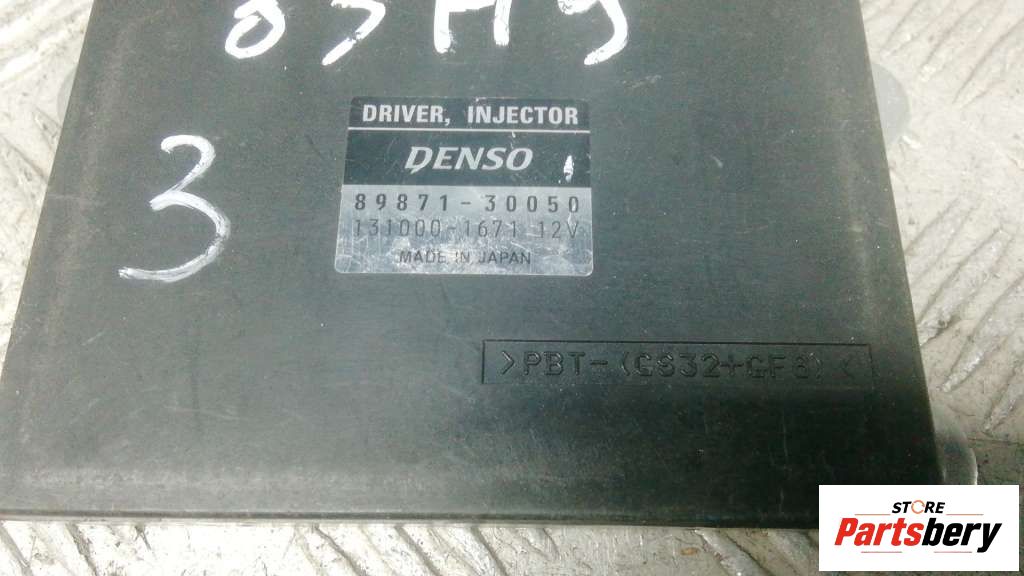 3
DRIVER, INJECTOR
DENSO
89871-30050
131000-1671 12V
MADE IN JAPAN
>PBT-(GS32+GF8)<
STORE
Partsbery